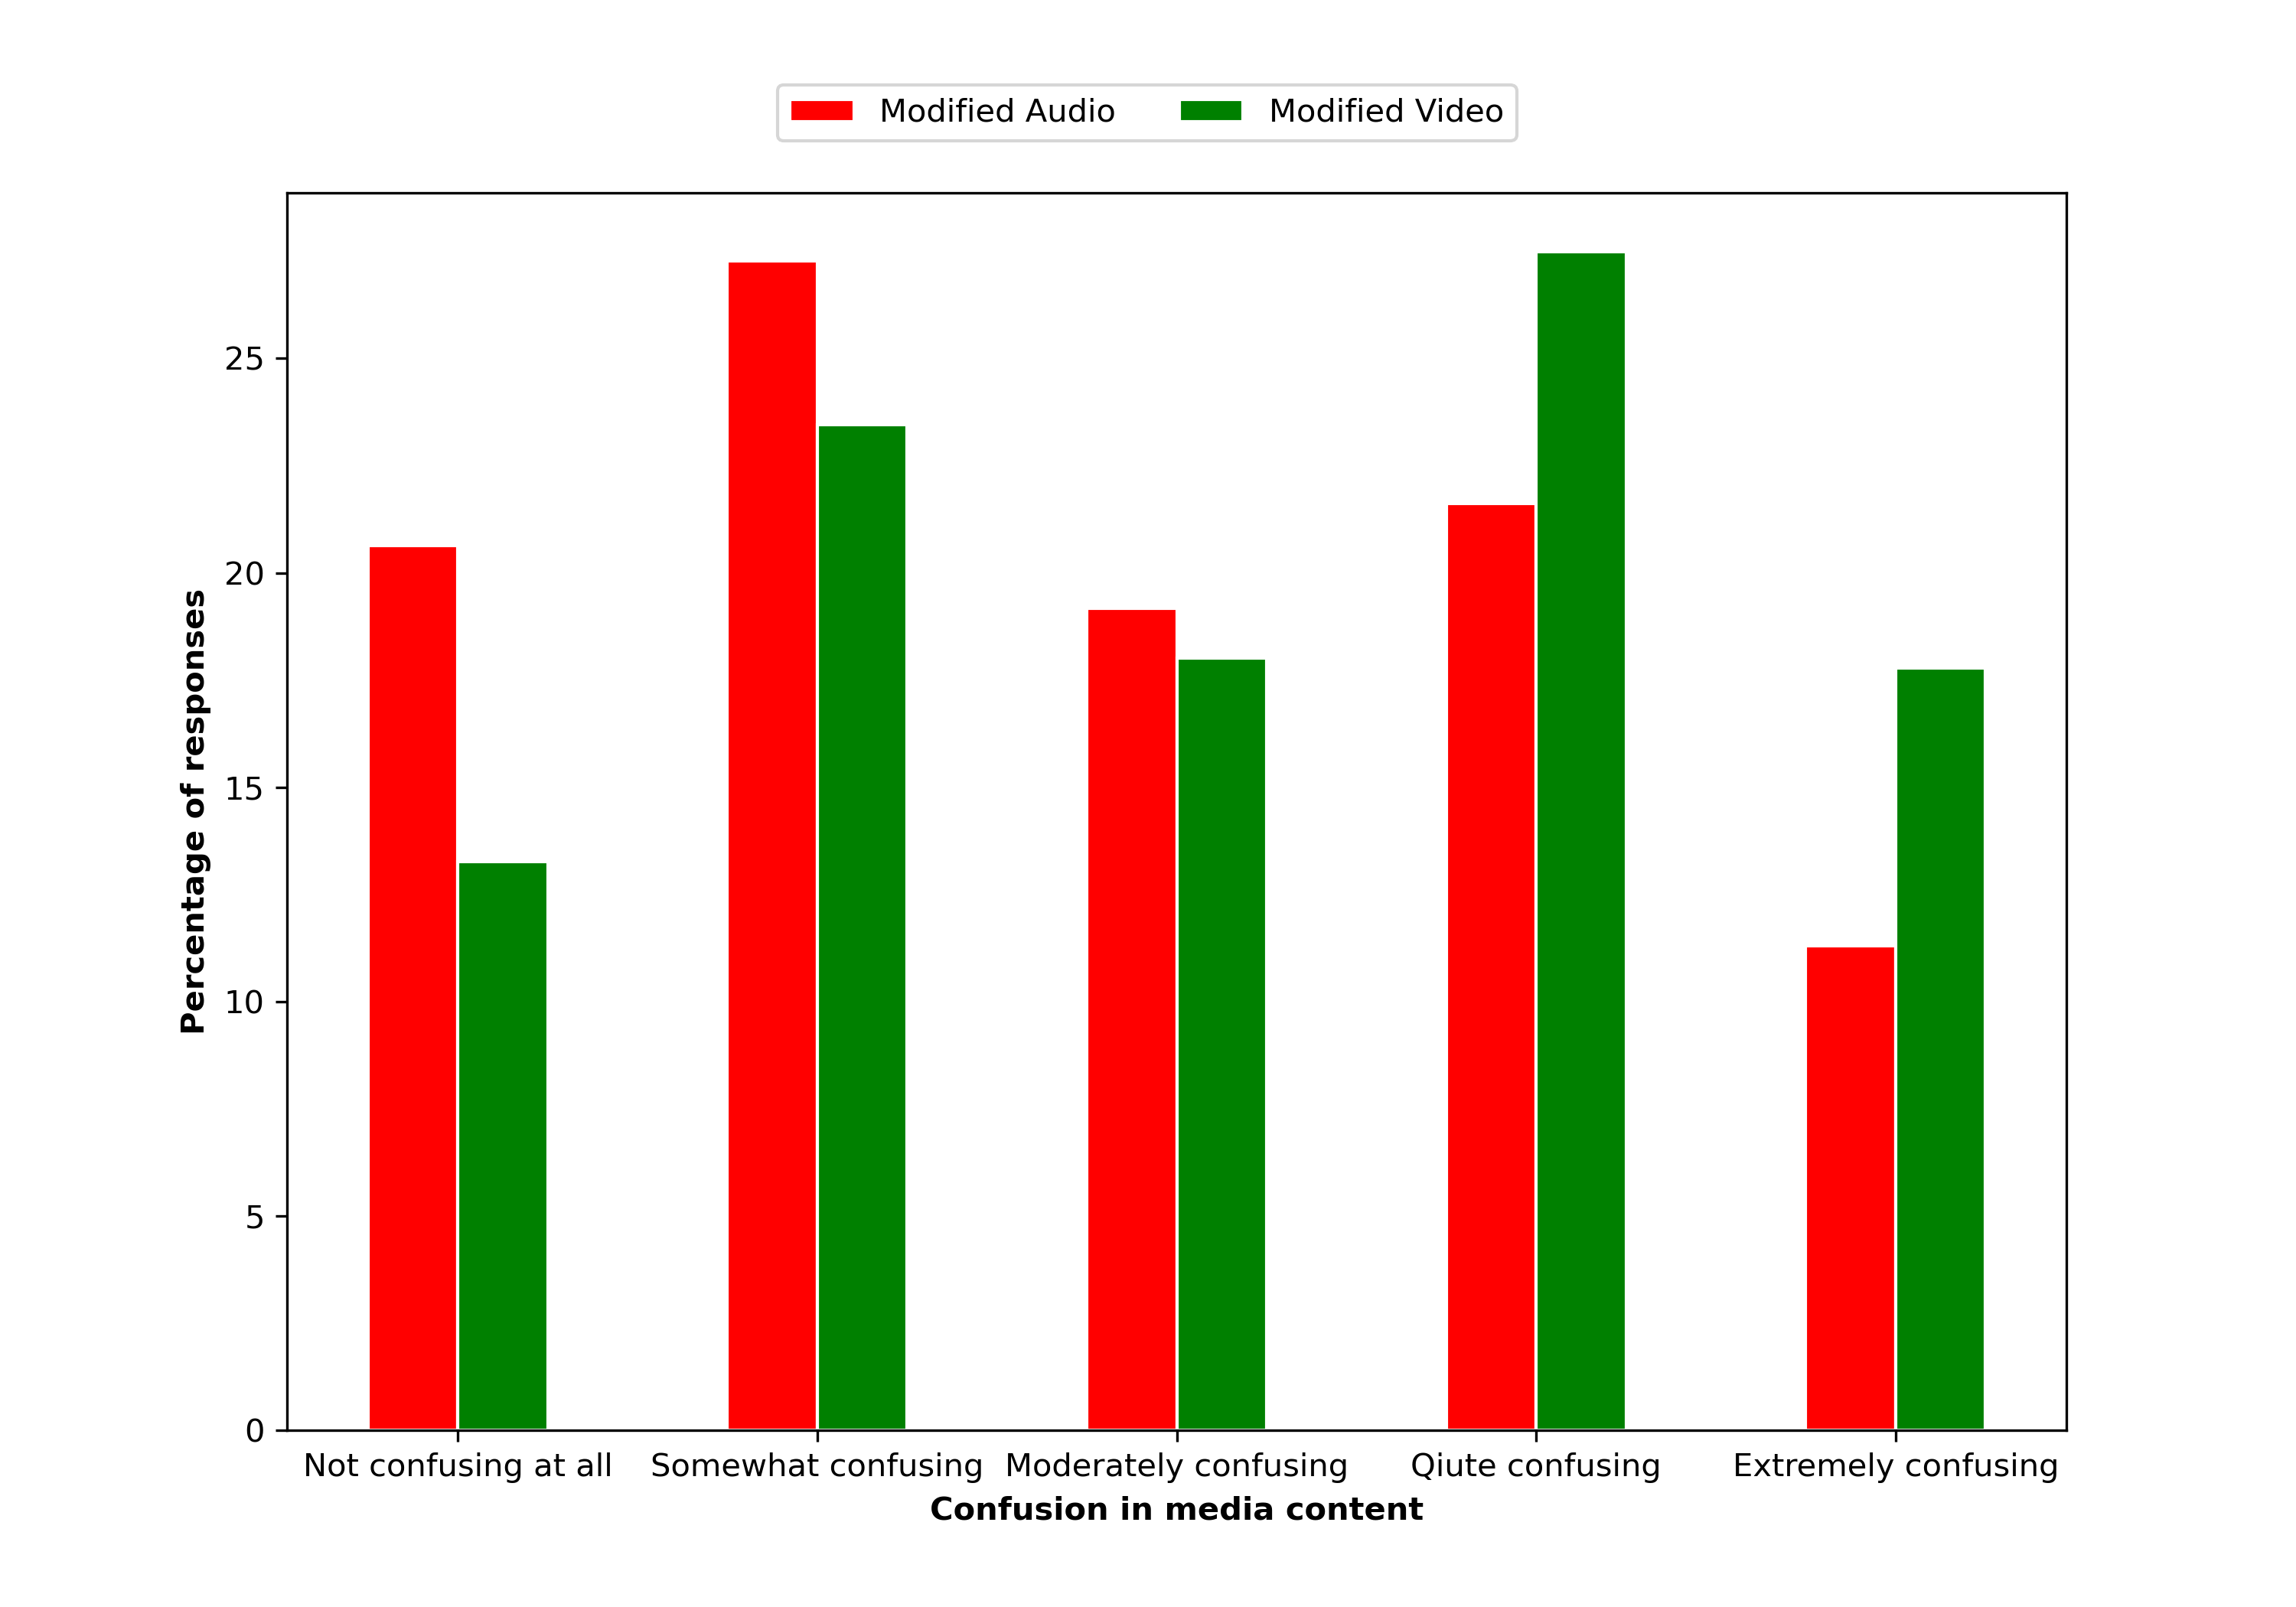 Modified Audio Modified Video
Percentage of responses
25
20
15
10
5
0
Not confusing at all Somewhat confusing Moderately confusing Qiute confusing Extremely confusing
Confusion in media content